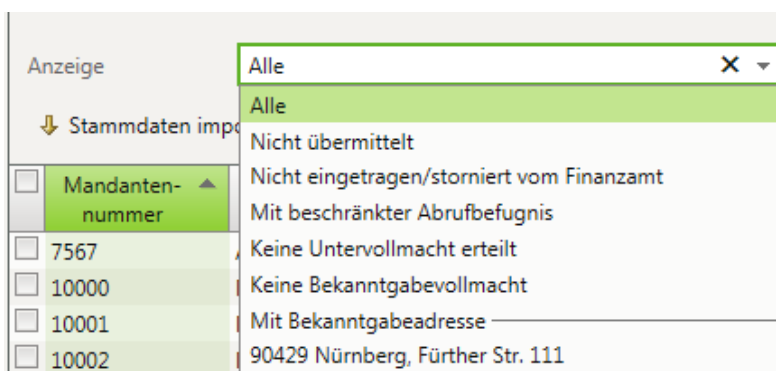 Anzeige
Alle
Alle
Stammdaten impo
Nicht übermittelt
Nicht eingetragen/storniert vom Finanzamt
Mandanten-
nummer
Mit beschränkter Abrufbefugnis
7567
Keine Untervollmacht erteilt
10000
Keine Bekanntgabevollmacht
10001
Mit Bekanntgabeadresse
10002
90429 Nürnberg, Fürther Str. 111